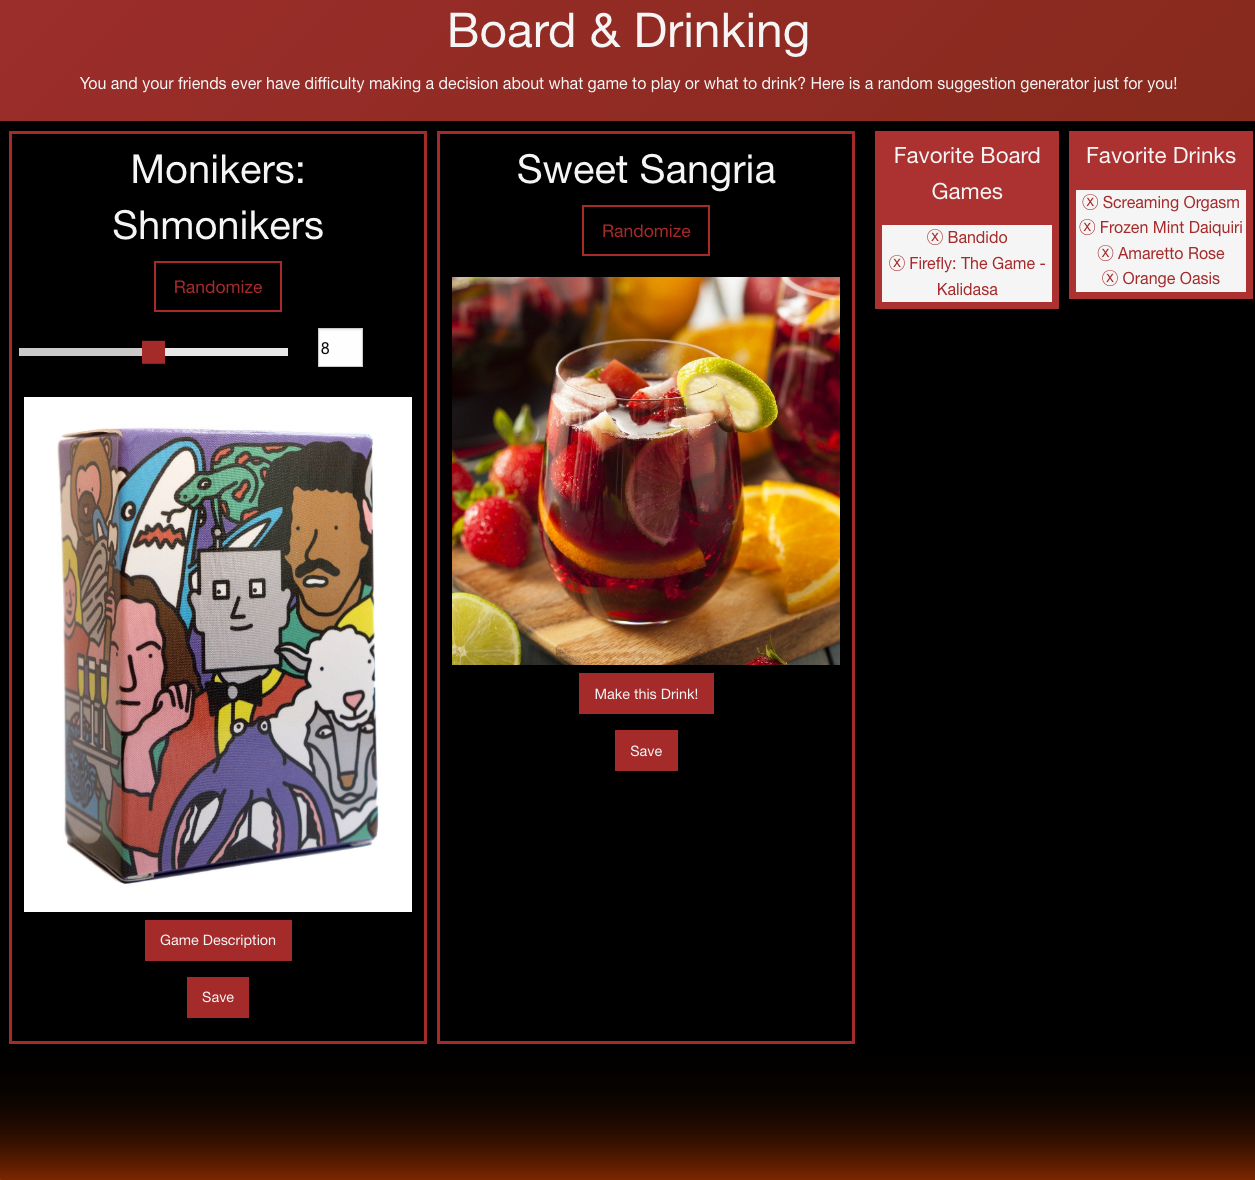 Board & Drinking
You and your friends ever have difficulty making a decision about what game to play or what to drink? Here is a random suggestion generator just for you!
Monikers:
Shmonikers
Randomize
8
Game Description
Save
Sweet Sangria
Randomize
Make this Drink!
Save
Favorite Board
Games
ⓧ Bandido
ⓧ Firefly: The Game -
Kalidasa
Favorite Drinks
ⓧ Screaming Orgasm
ⓧ Frozen Mint Daiquiri
ⓧ Amaretto Rose
ⓧ Orange Oasis